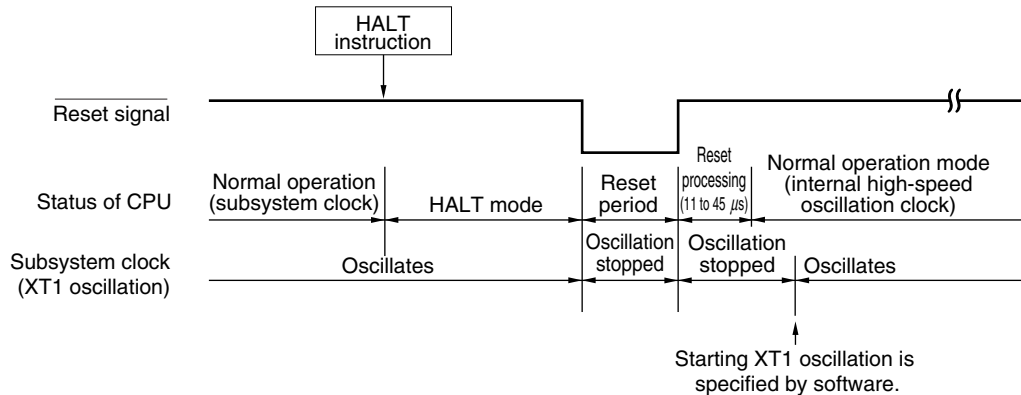 HALT
instruction
Reset signal
Status of CPU
Normal operation
(subsystem clock)
HALT mode
Reset
period
Reset
processing
(11 to 45 μs)
Normal operation mode
(internal high-speed
oscillation clock)
Subsystem clock
(XT1 oscillation)
Oscillates
Oscillation
stopped
Oscillation
stopped
Oscillates
Starting XT1 oscillation is
specified by software.